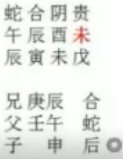 蛇合阴贵
午辰酉未
辰寅未戊
兄庚辰 合
父壬午 蛇
子 申 后